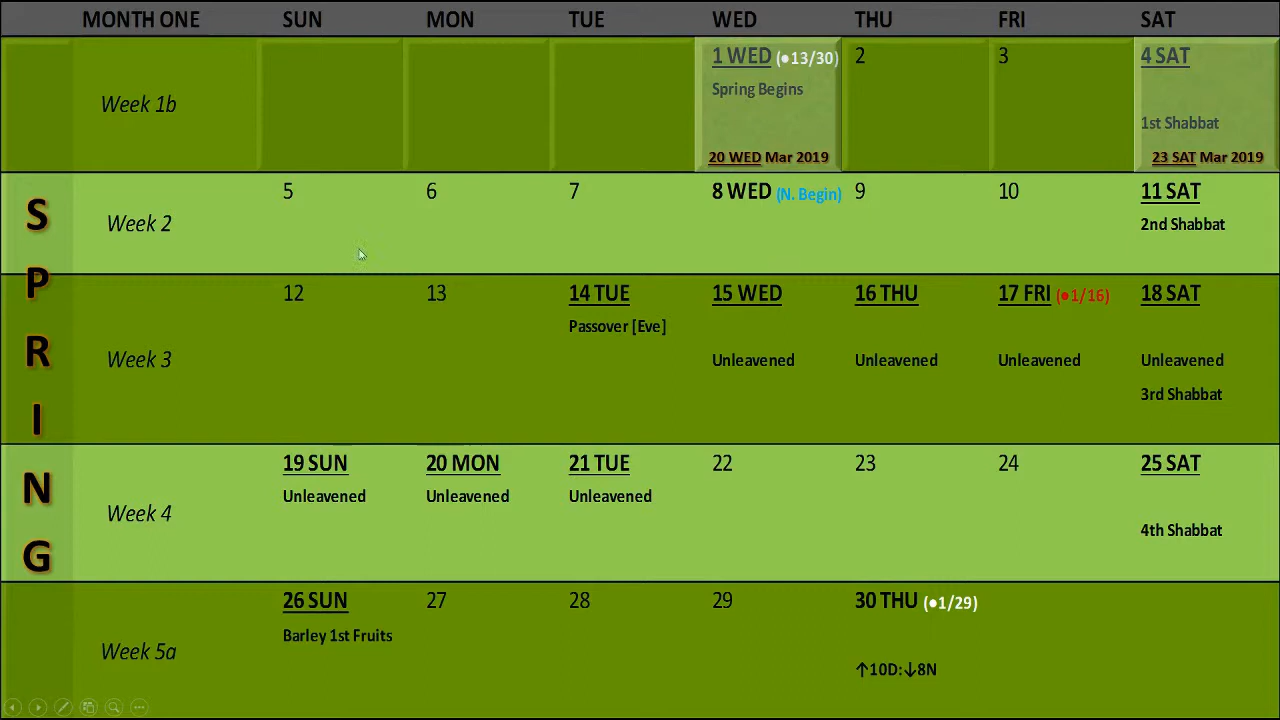 MONTH ONE SUN MON TUE WED THU FRI SAT
Week 1b
1 WED (●13/30) 2 3 4 SAT
Spring Begins
1st Shabbat
20 WED Mar 2019 23 SAT Mar 2019
SPRING
Week 2
5 6 7 8 WED (N. Begin) 9 10 11 SAT
2nd Shabbat
Week 3
12 13 14 TUE 15 WED 16 THU 17 FRI (●1/16) 18 SAT
Passover [Eve]
Unleavened Unleavened Unleavened Unleavened
3rd Shabbat
Week 4
19 SUN 20 MON 21 TUE 22 23 24 25 SAT
Unleavened Unleavened Unleavened
4th Shabbat
Week 5a
26 SUN 27 28 29 30 THU (●1/29)
Barley 1st Fruits
↑10D:↓8N